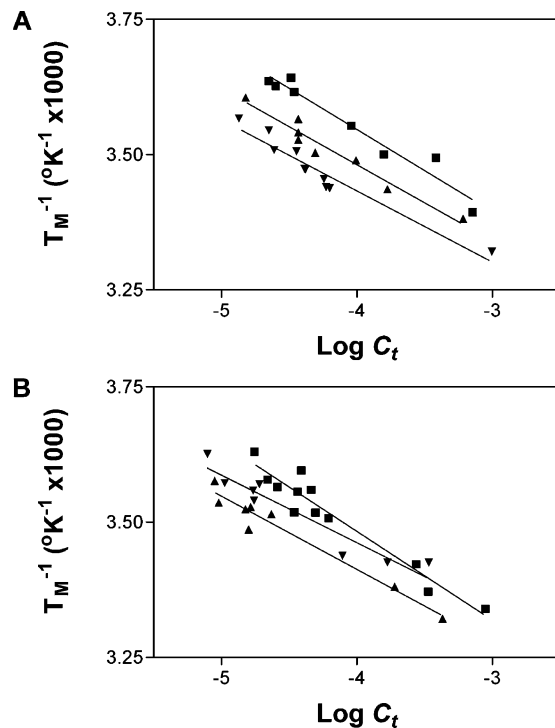 A
3.75
3.50
3.25
T_M^-1 (°K^-1 x1000)
-5 -4 -3
Log C_t
B
3.75
3.50
3.25
T_M^-1 (°K^-1 x1000)
-5 -4 -3
Log C_t